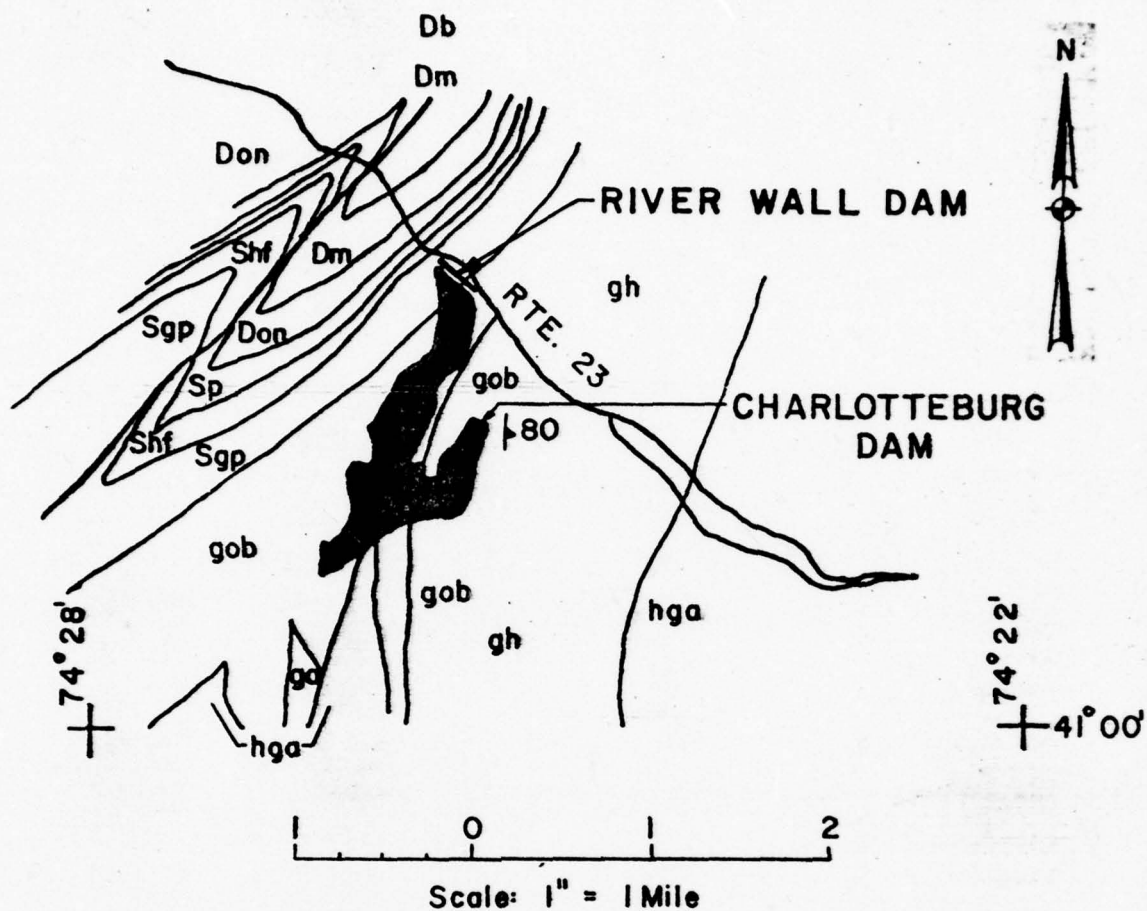 Db
Dm
N
Don
RIVER WALL DAM
Shf
Dm
gh
Sgp
Don
RTE. 23
Sp
gob
CHARLOTTEBURG
DAM
80
Shf
Sgp
gob
gob
hga
gh
74° 28'
74° 22'
ga
41° 00'
hga
1 0 1 2
Scale: 1" = 1 Mile